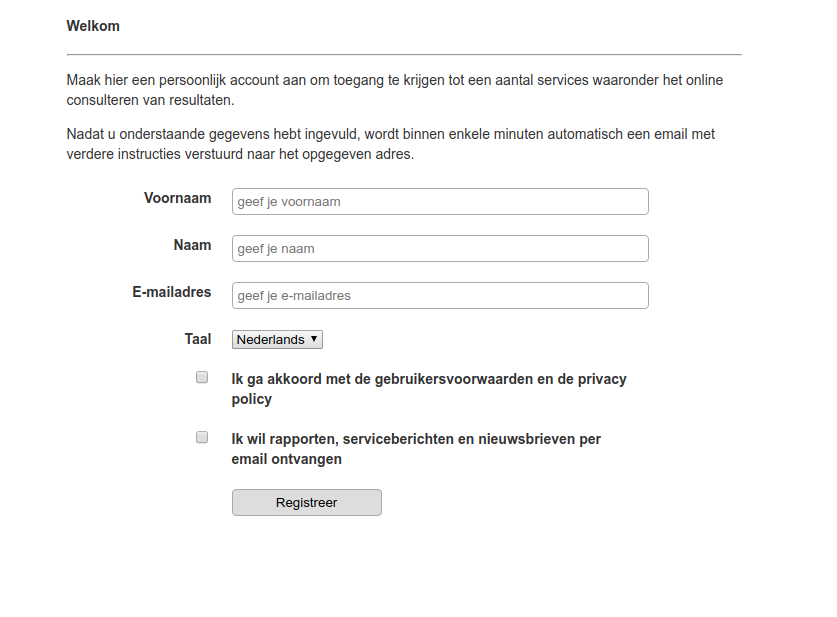 Welkom
Maak hier een persoonlijk account aan om toegang te krijgen tot een aantal services waaronder het online
consulteren van resultaten.
Nadat u onderstaande gegevens hebt ingevuld, wordt binnen enkele minuten automatisch een email met
verdere instructies verstuurd naar het opgegeven adres.
Voornaam geef je voornaam
Naam geef je naam
E-mailadres geef je e-mailadres
Taal Nederlands
Ik ga akkoord met de gebruikersvoorwaarden en de privacy
policy
Ik wil rapporten, serviceberichten en nieuwsbrieven per
email ontvangen
Registreer